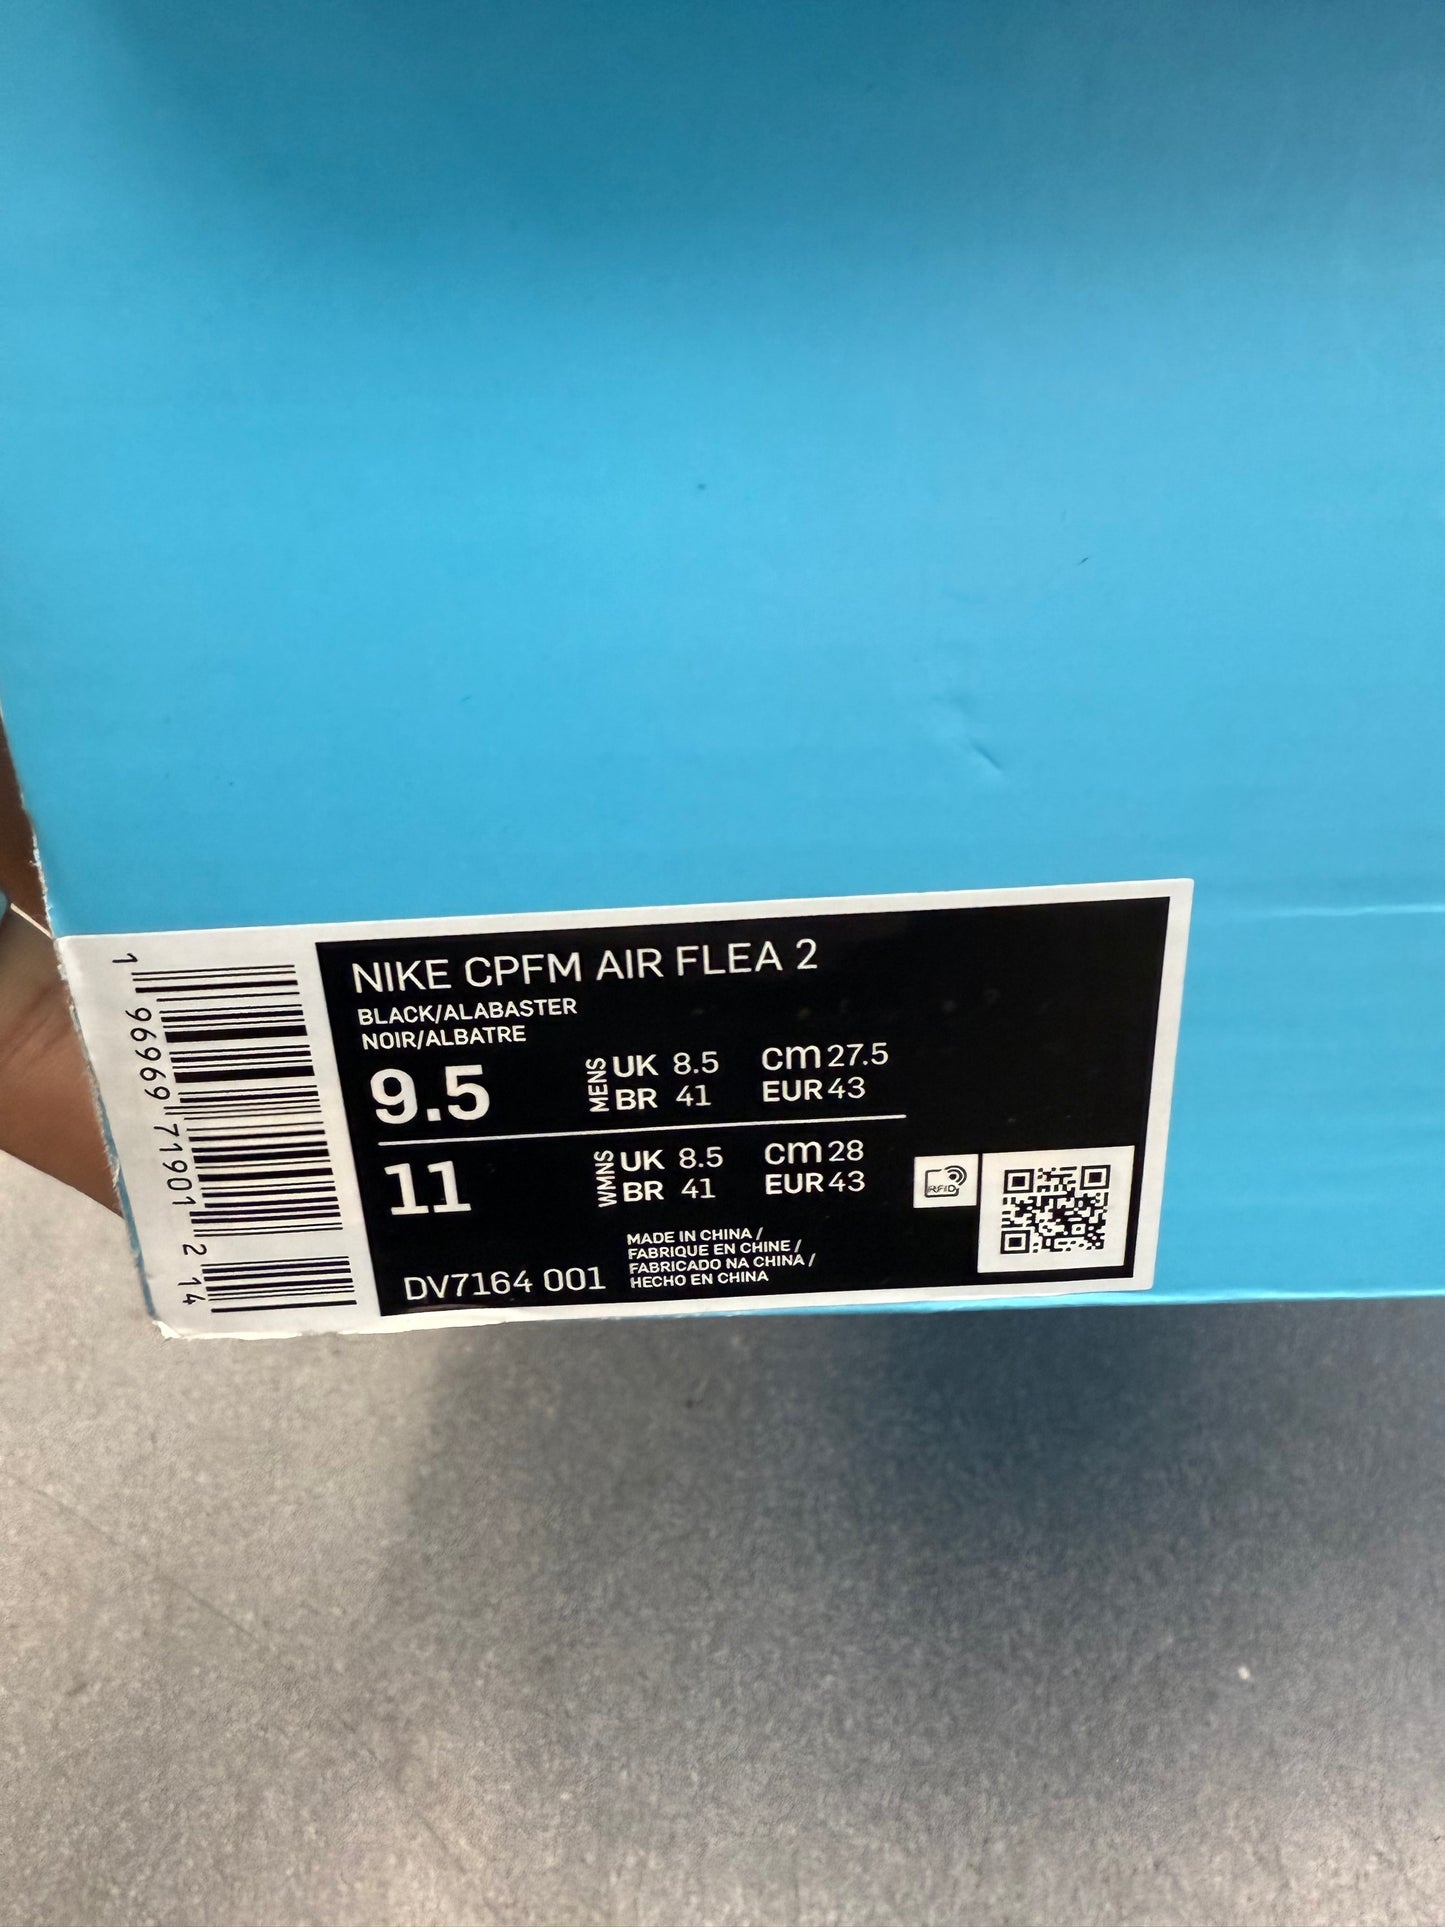 NIKE CPFM AIR FLEA 2
BLACK/ALABASTER
NOIR/ALBATRE
9.5 MENS UK 8.5 cm 27.5
BR 41 EUR 43
11 WMNS UK 8.5 cm 28
BR 41 EUR 43
RFID
MADE IN CHINA /
FABRIQUE EN CHINE /
FABRICADO NA CHINA /
HECHO EN CHINA
DV7164 001
1 96969 71901 2 14